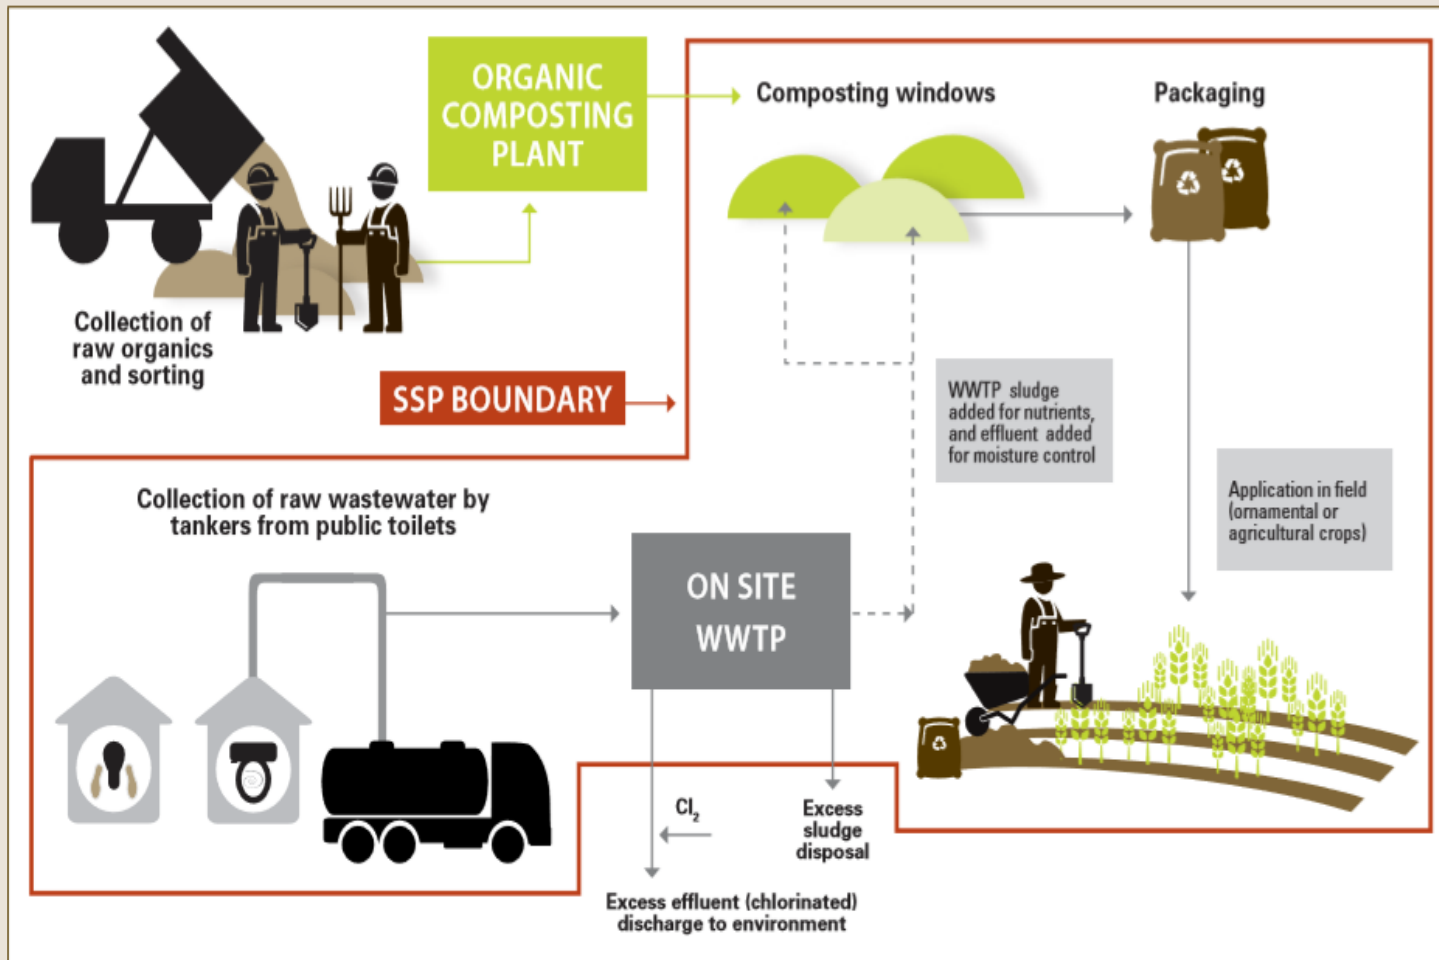 ORGANIC
COMPOSTING
PLANT
Composting windows
Packaging
Collection of
raw organics
and sorting
SSP BOUNDARY
WWTP sludge
added for nutrients,
and effluent added
for moisture control
Application in field
(ornamental or
agricultural crops)
Collection of raw wastewater by
tankers from public toilets
ON SITE
WWTP
Cl₂
Excess
sludge
disposal
Excess effluent (chlorinated)
discharge to environment